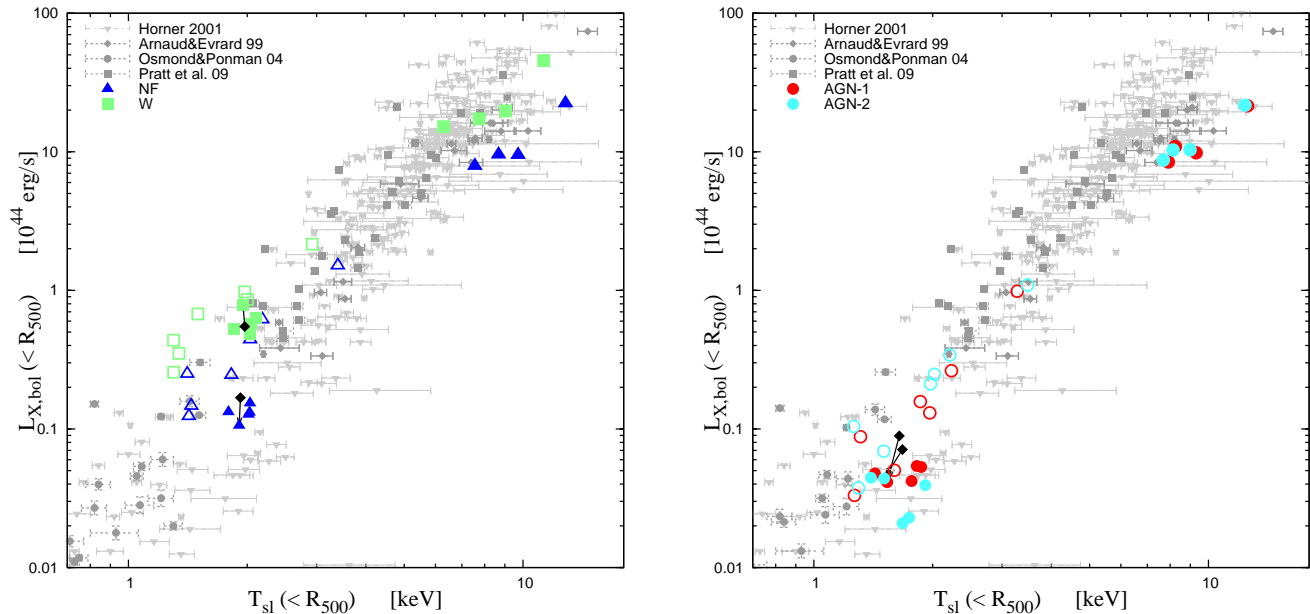 L_X,bol (< R_500) [10^44 erg/s]
100
10
1
0.1
0.01
Horner 2001
Arnaud&Evrard 99
Osmond&Ponman 04
Pratt et al. 09
NF
W
1
10
T_sl (< R_500) [keV]
L_X,bol (< R_500) [10^44 erg/s]
100
10
1
0.1
0.01
Horner 2001
Arnaud&Evrard 99
Osmond&Ponman 04
Pratt et al. 09
AGN-1
AGN-2
1
10
T_sl (< R_500) [keV]